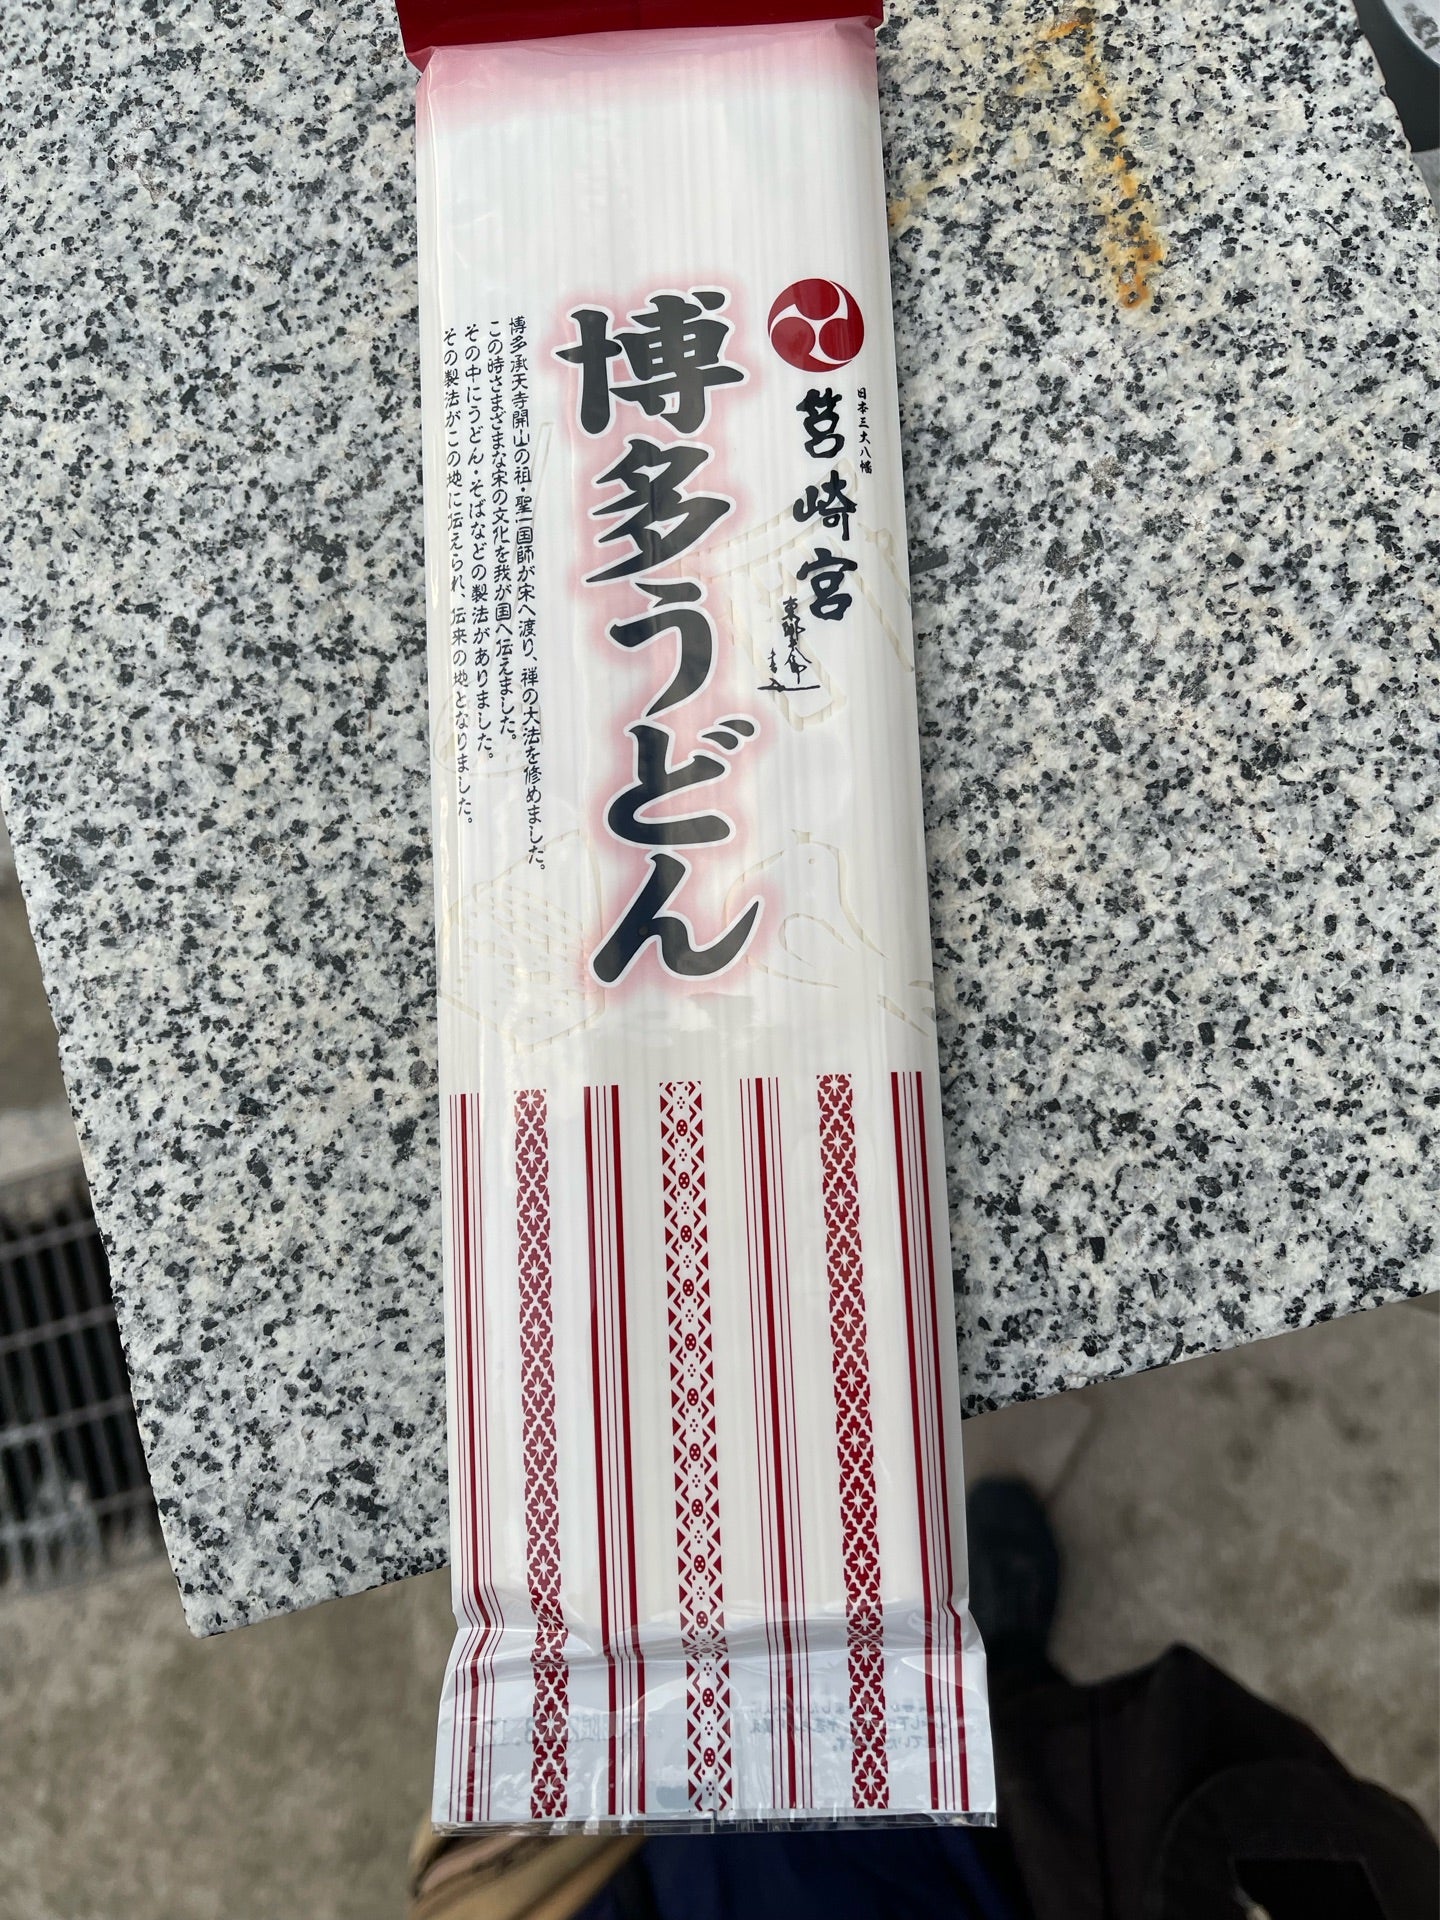 日本三大八幡
筥崎宮
博多うどん
博多承天寺開山の祖・聖一国師が宋へ渡り、禅の大法を修めました。
この時さまざまな宋の文化を我が国へ伝えました。
その中にうどん・そばなどの製法がありました。
その製法がこの地に伝えられ、伝来の地となりました。